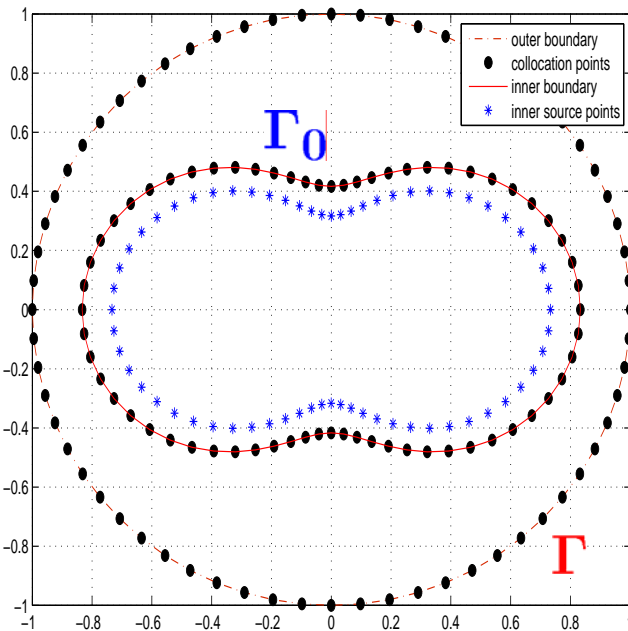 outer boundary
collocation points
inner boundary
inner source points
Γ₀
Γ
1
0.8
0.6
0.4
0.2
0
−0.2
−0.4
−0.6
−0.8
−1
−1 −0.8 −0.6 −0.4 −0.2 0 0.2 0.4 0.6 0.8